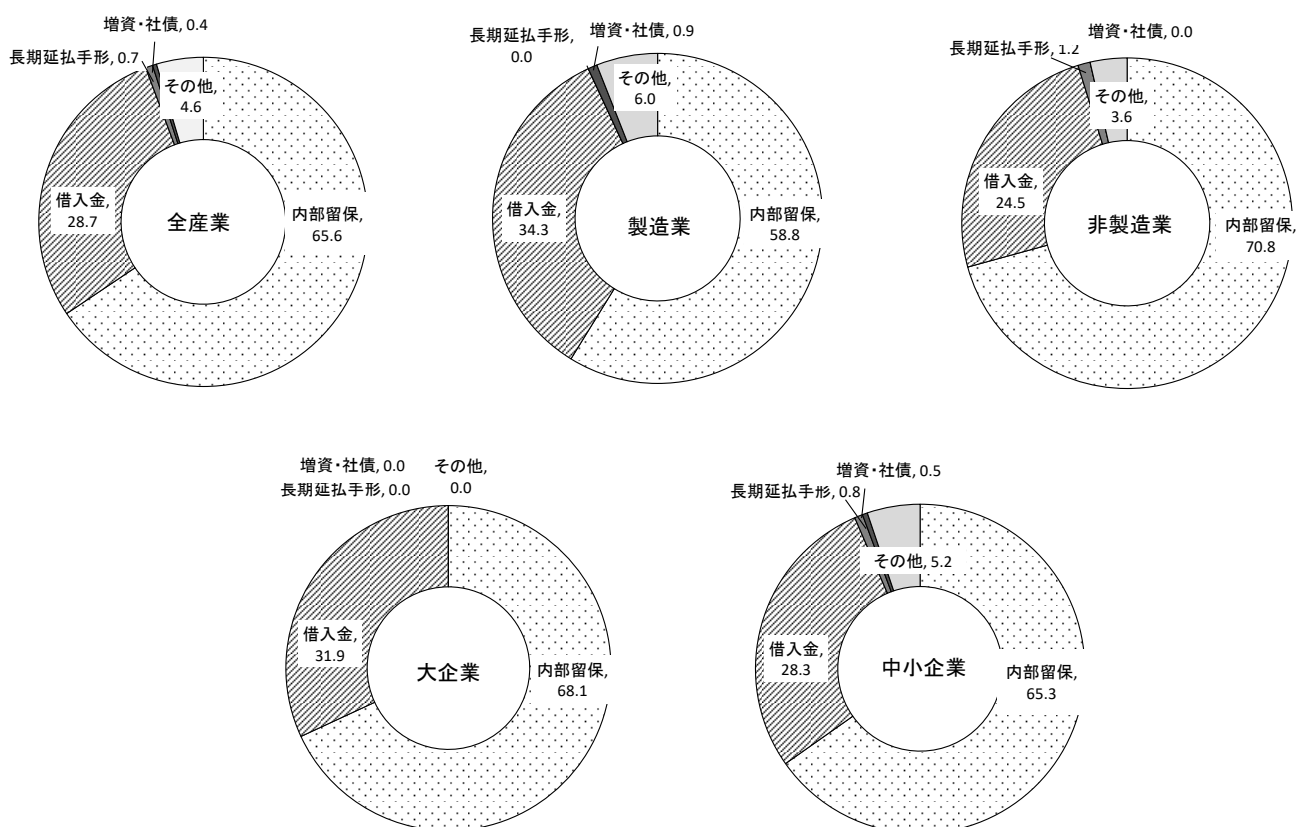 増資・社債, 0.4
長期延払手形, 0.7
その他,
4.6
借入金,
28.7
全産業
内部留保,
65.6
長期延払手形,
0.0
増資・社債, 0.9
その他,
6.0
借入金,
34.3
製造業
内部留保,
58.8
増資・社債, 0.0
長期延払手形, 1.2
その他,
3.6
借入金,
24.5
非製造業
内部留保,
70.8
増資・社債, 0.0
長期延払手形, 0.0
その他,
0.0
借入金,
31.9
大企業
内部留保,
68.1
増資・社債, 0.5
長期延払手形, 0.8
その他, 5.2
借入金,
28.3
中小企業
内部留保,
65.3